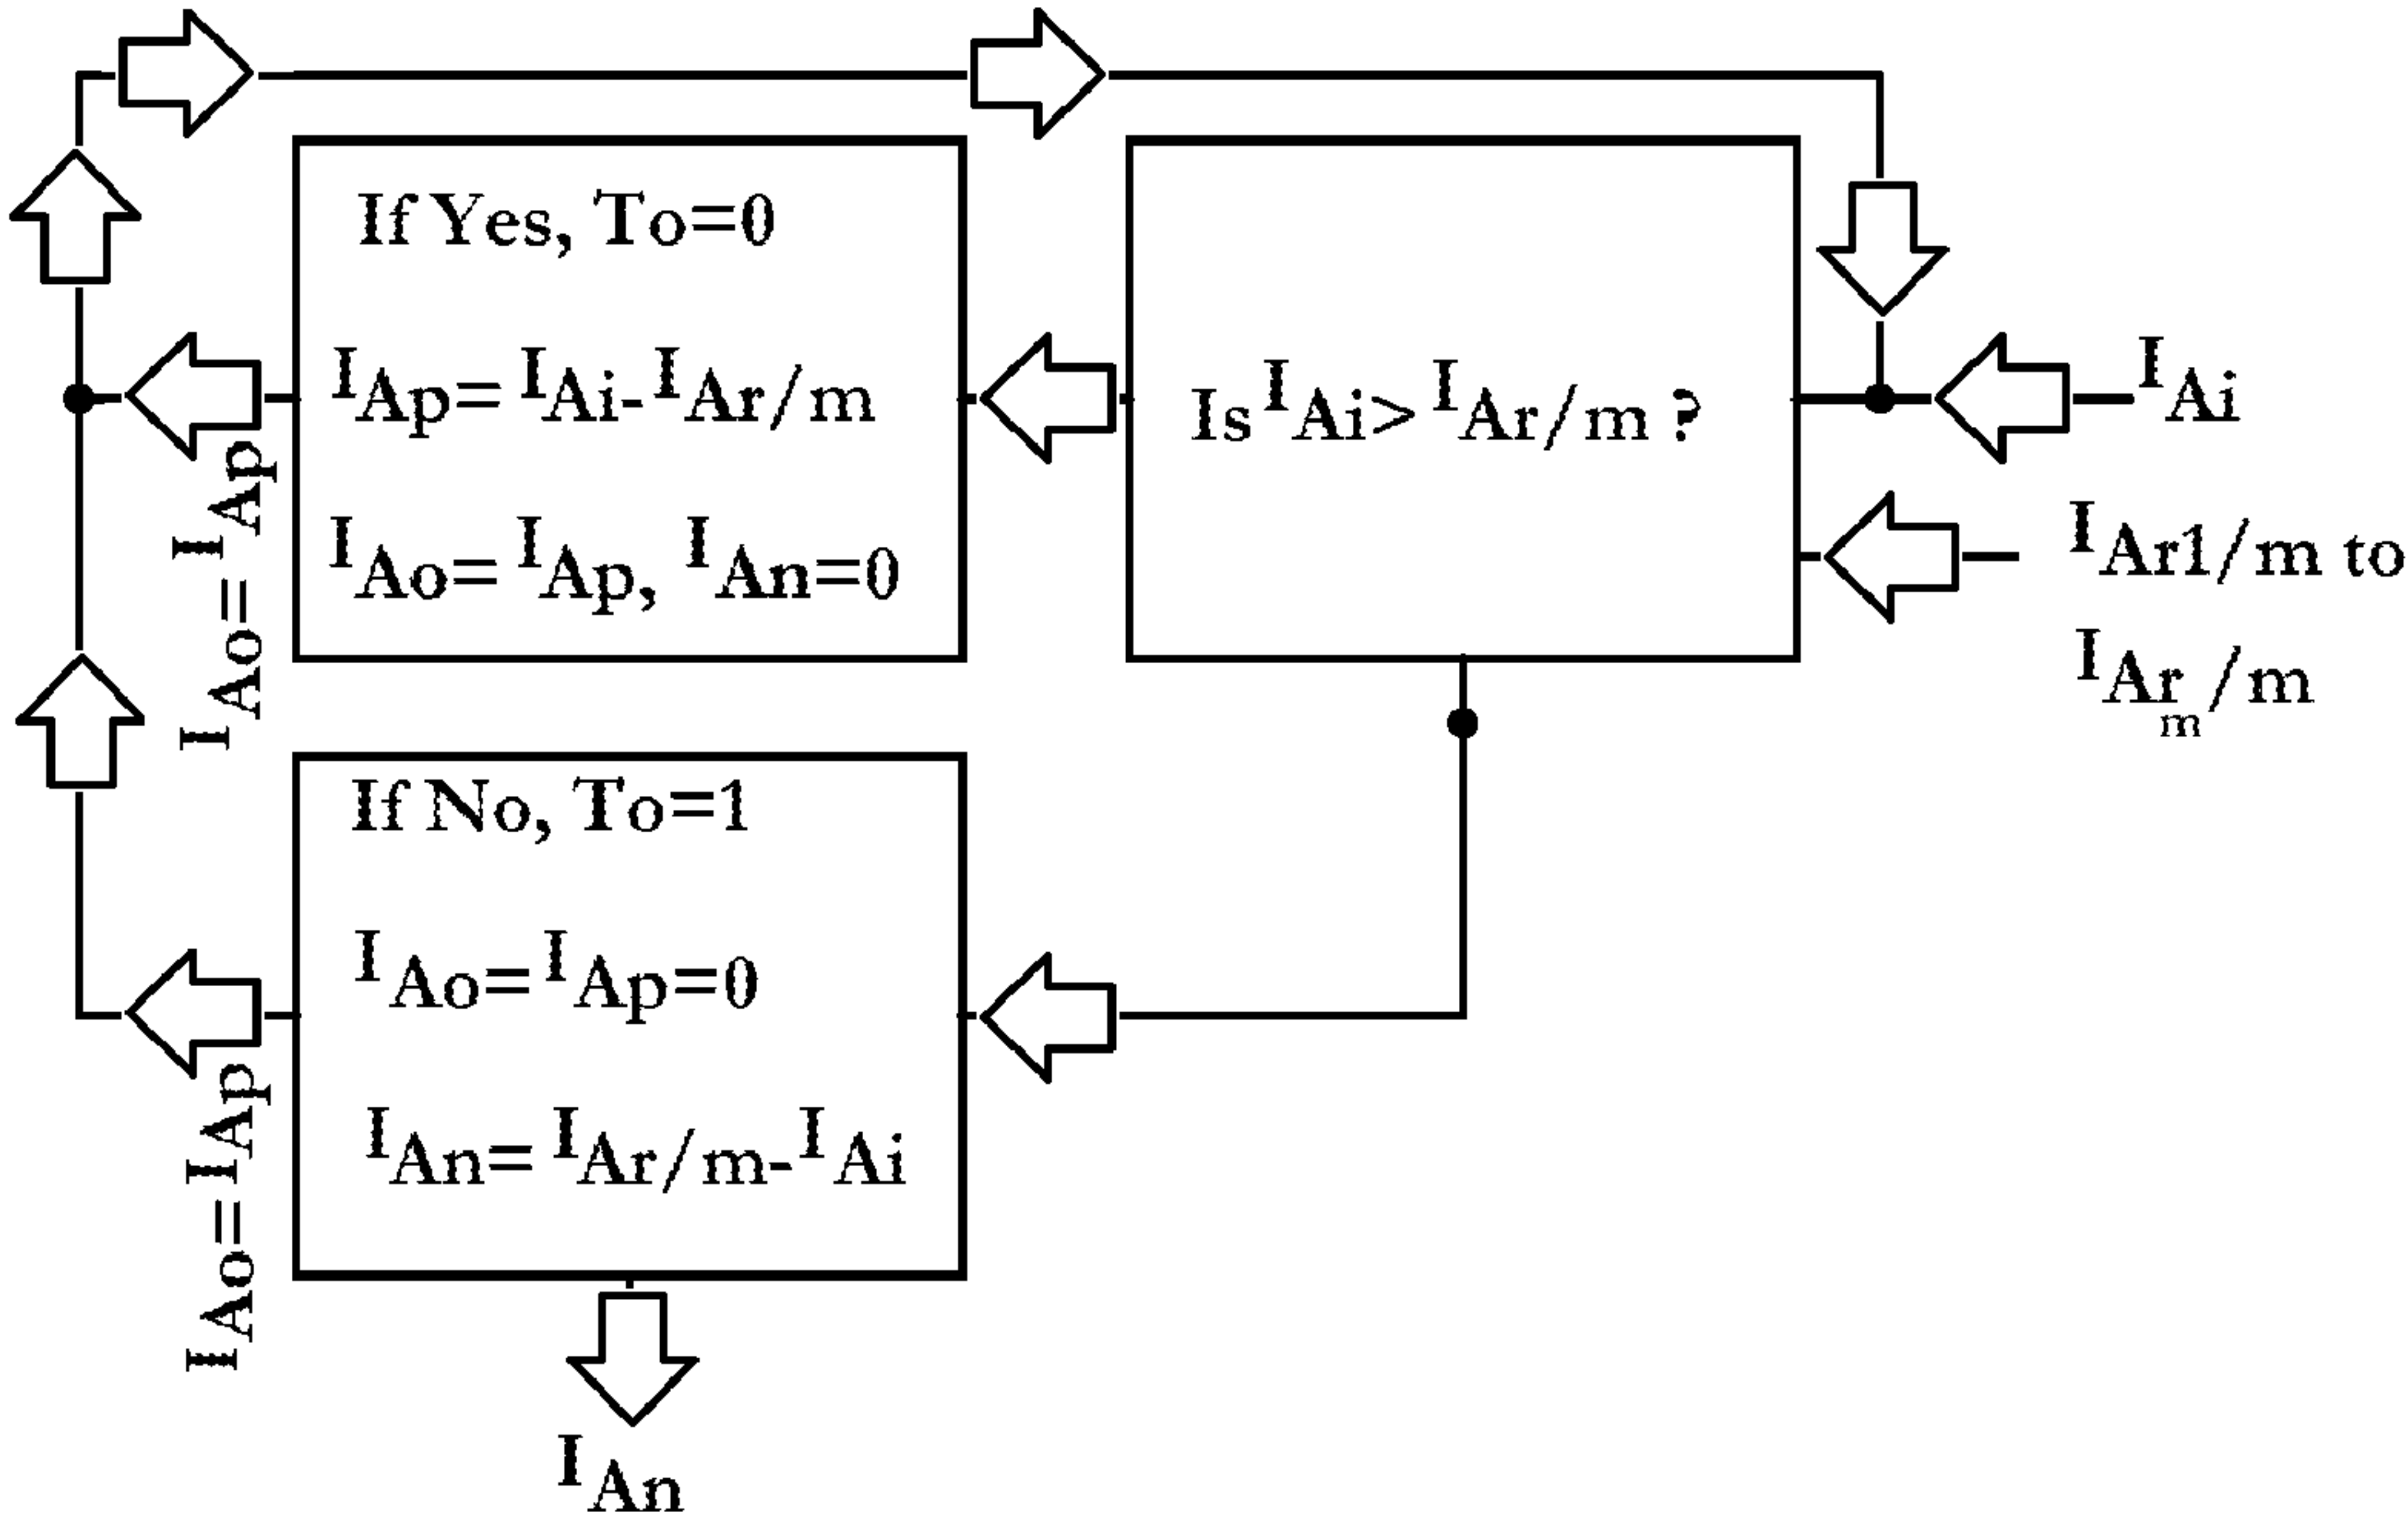 If Yes, To=0
IAp= IAi-IAr/m
IAo= IAp, IAn=0
Is IAi> IAr/m ?
IAi
IAr1/m to
IArm/m
IAo= IAp
If No, To=1
IAo= IAp=0
IAn= IAr/m-IAi
IAo= IAp
IAn